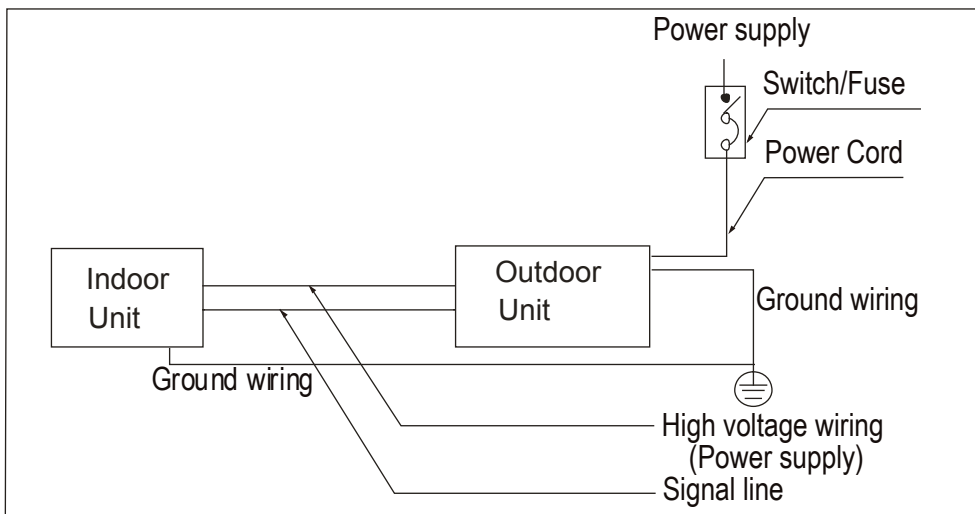 Power supply
Switch/Fuse
Power Cord
Indoor
Unit
Outdoor
Unit
Ground wiring
Ground wiring
High voltage wiring
(Power supply)
Signal line